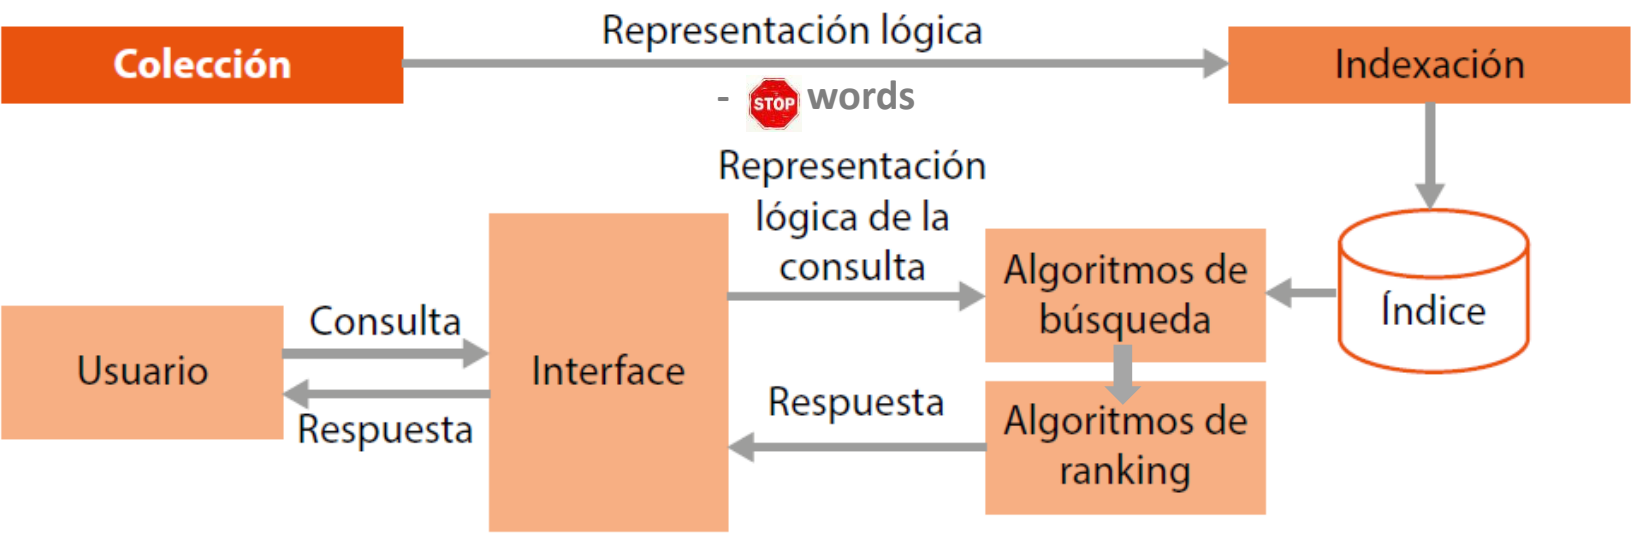 Representación lógica
Colección
Indexación
- STOP words
Representación
lógica de la
consulta
Algoritmos de
búsqueda
Índice
Consulta
Usuario
Interface
Respuesta
Respuesta
Algoritmos de
ranking